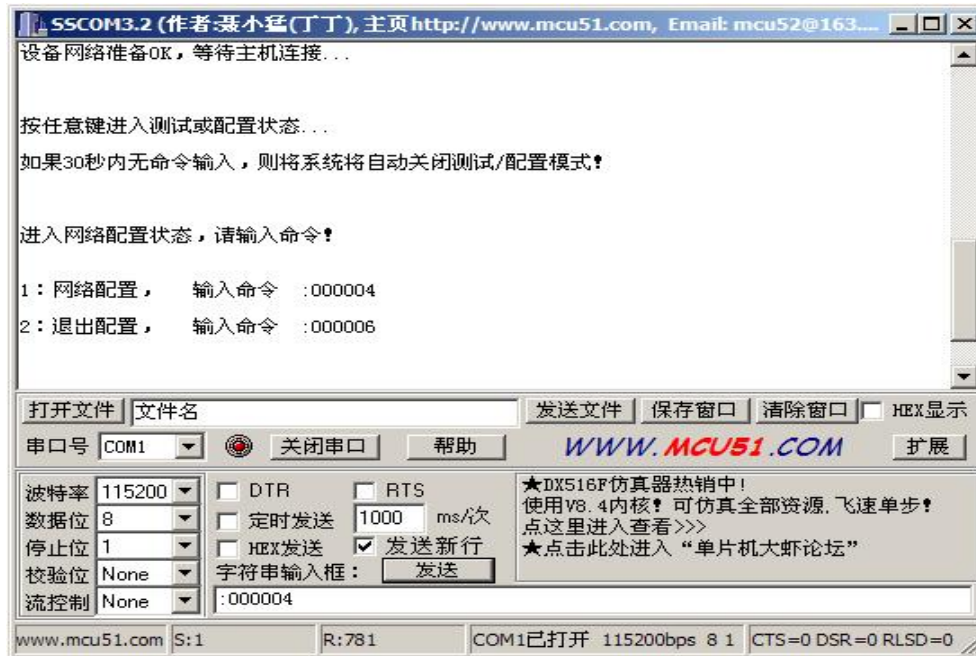 SSCOM3.2 (作者:聂小猛(丁丁), 主页http://www.mcu51.com,  Email: mcu52@163....
设备网络准备OK，等待主机连接...
按任意键进入测试或配置状态...
如果30秒内无命令输入，则将系统将自动关闭测试/配置模式！
进入网络配置状态，请输入命令！
1：网络配置，  输入命令  :000004
2：退出配置，  输入命令  :000006
打开文件 文件名 发送文件 保存窗口 清除窗口 HEX显示
串口号 COM1 关闭串口 帮助 WWW.MCU51.COM 扩展
波特率 115200 DTR RTS
数据位 8 定时发送 1000 ms/次
停止位 1 HEX发送 发送新行
校验位 None 字符串输入框： 发送
流控制 None :000004
★DX516F仿真器热销中！
使用V8.4内核！可仿真全部资源,飞速单步！
点这里进入查看>>>
★点击此处进入“单片机大虾论坛”
www.mcu51.com S:1 R:781 COM1已打开 115200bps 8 1 CTS=0 DSR=0 RLSD=0